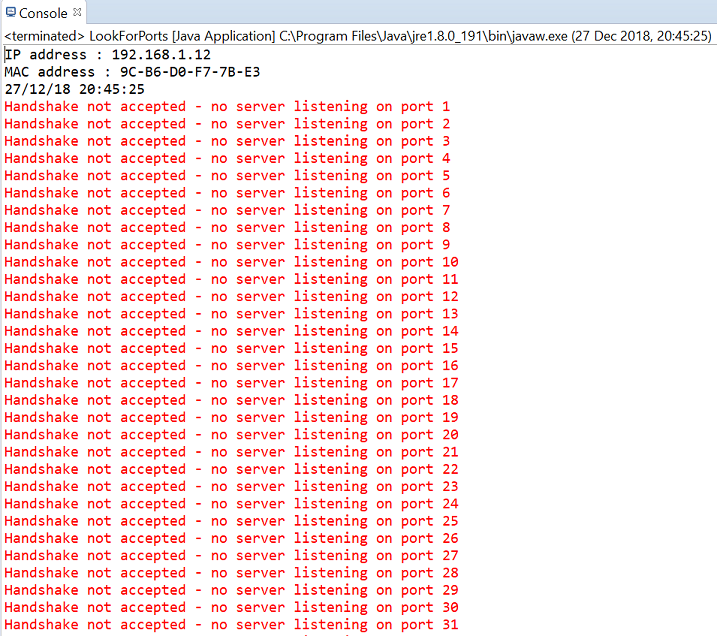 Console
<terminated> LookForPorts [Java Application] C:\Program Files\Java\jre1.8.0_191\bin\javaw.exe (27 Dec 2018, 20:45:25)
IP address : 192.168.1.12
MAC address : 9C-B6-D0-F7-7B-E3
27/12/18 20:45:25
Handshake not accepted - no server listening on port 1
Handshake not accepted - no server listening on port 2
Handshake not accepted - no server listening on port 3
Handshake not accepted - no server listening on port 4
Handshake not accepted - no server listening on port 5
Handshake not accepted - no server listening on port 6
Handshake not accepted - no server listening on port 7
Handshake not accepted - no server listening on port 8
Handshake not accepted - no server listening on port 9
Handshake not accepted - no server listening on port 10
Handshake not accepted - no server listening on port 11
Handshake not accepted - no server listening on port 12
Handshake not accepted - no server listening on port 13
Handshake not accepted - no server listening on port 14
Handshake not accepted - no server listening on port 15
Handshake not accepted - no server listening on port 16
Handshake not accepted - no server listening on port 17
Handshake not accepted - no server listening on port 18
Handshake not accepted - no server listening on port 19
Handshake not accepted - no server listening on port 20
Handshake not accepted - no server listening on port 21
Handshake not accepted - no server listening on port 22
Handshake not accepted - no server listening on port 23
Handshake not accepted - no server listening on port 24
Handshake not accepted - no server listening on port 25
Handshake not accepted - no server listening on port 26
Handshake not accepted - no server listening on port 27
Handshake not accepted - no server listening on port 28
Handshake not accepted - no server listening on port 29
Handshake not accepted - no server listening on port 30
Handshake not accepted - no server listening on port 31